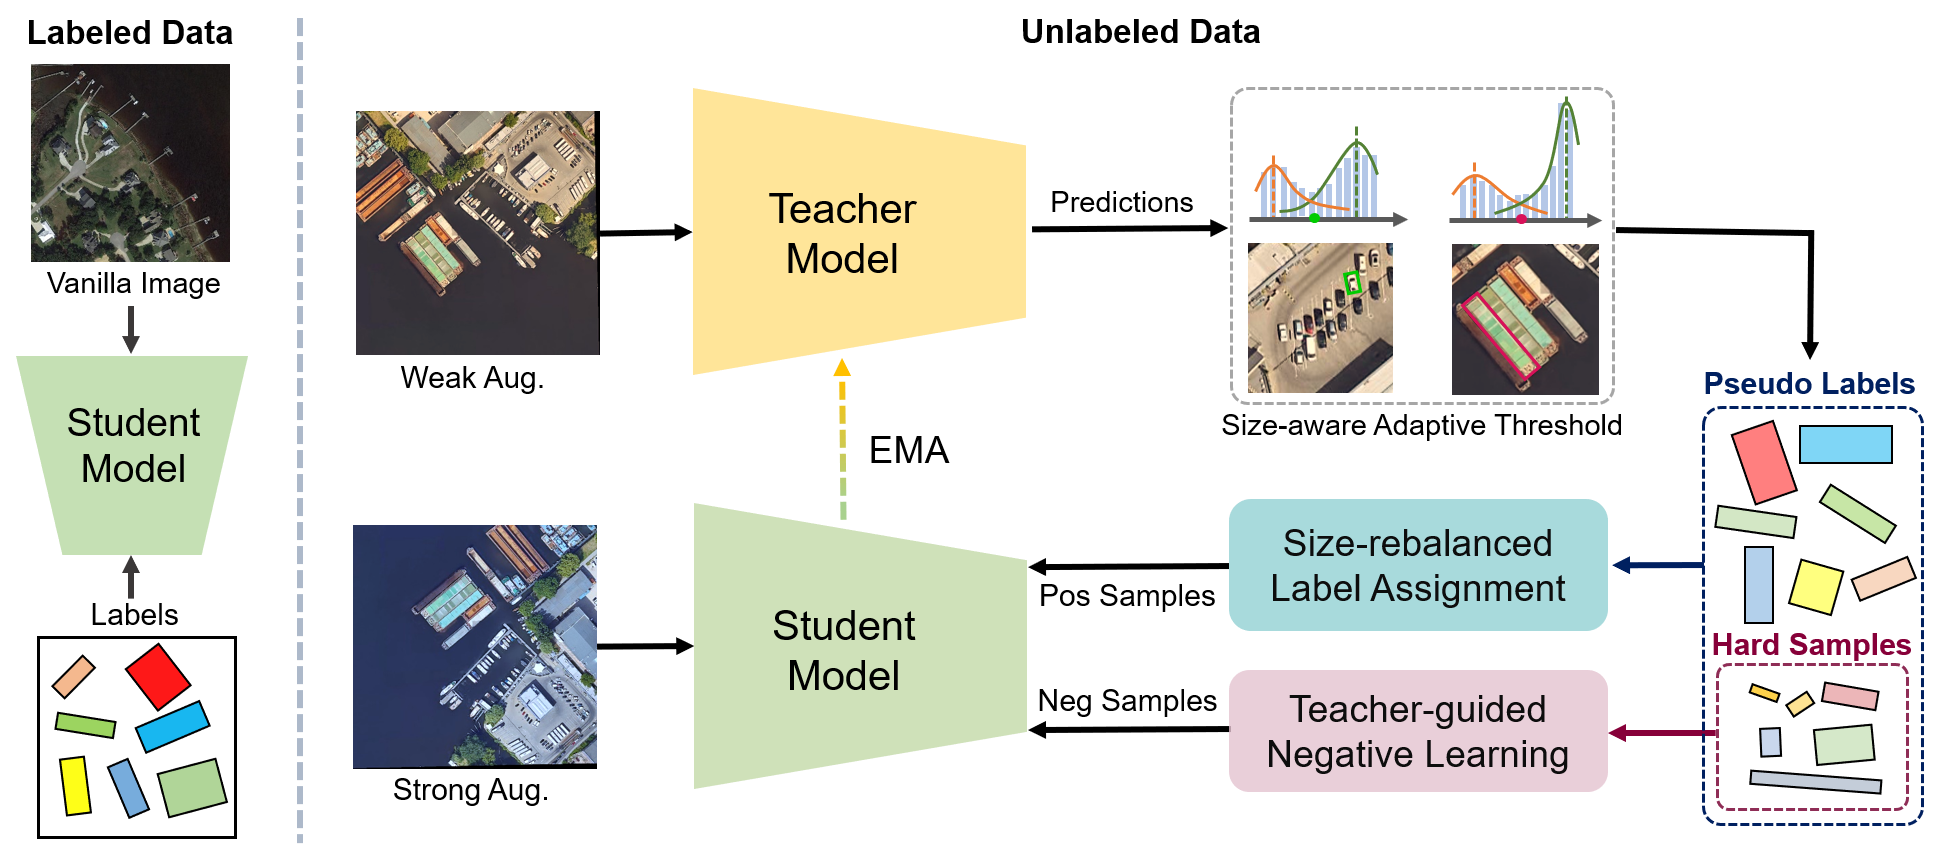 Labeled Data
Vanilla Image
Student
Model
Labels
Unlabeled Data
Weak Aug.
Teacher
Model
Predictions
Size-aware Adaptive Threshold
EMA
Pseudo Labels
Hard Samples
Size-rebalanced
Label Assignment
Pos Samples
Teacher-guided
Negative Learning
Neg Samples
Student
Model
Strong Aug.